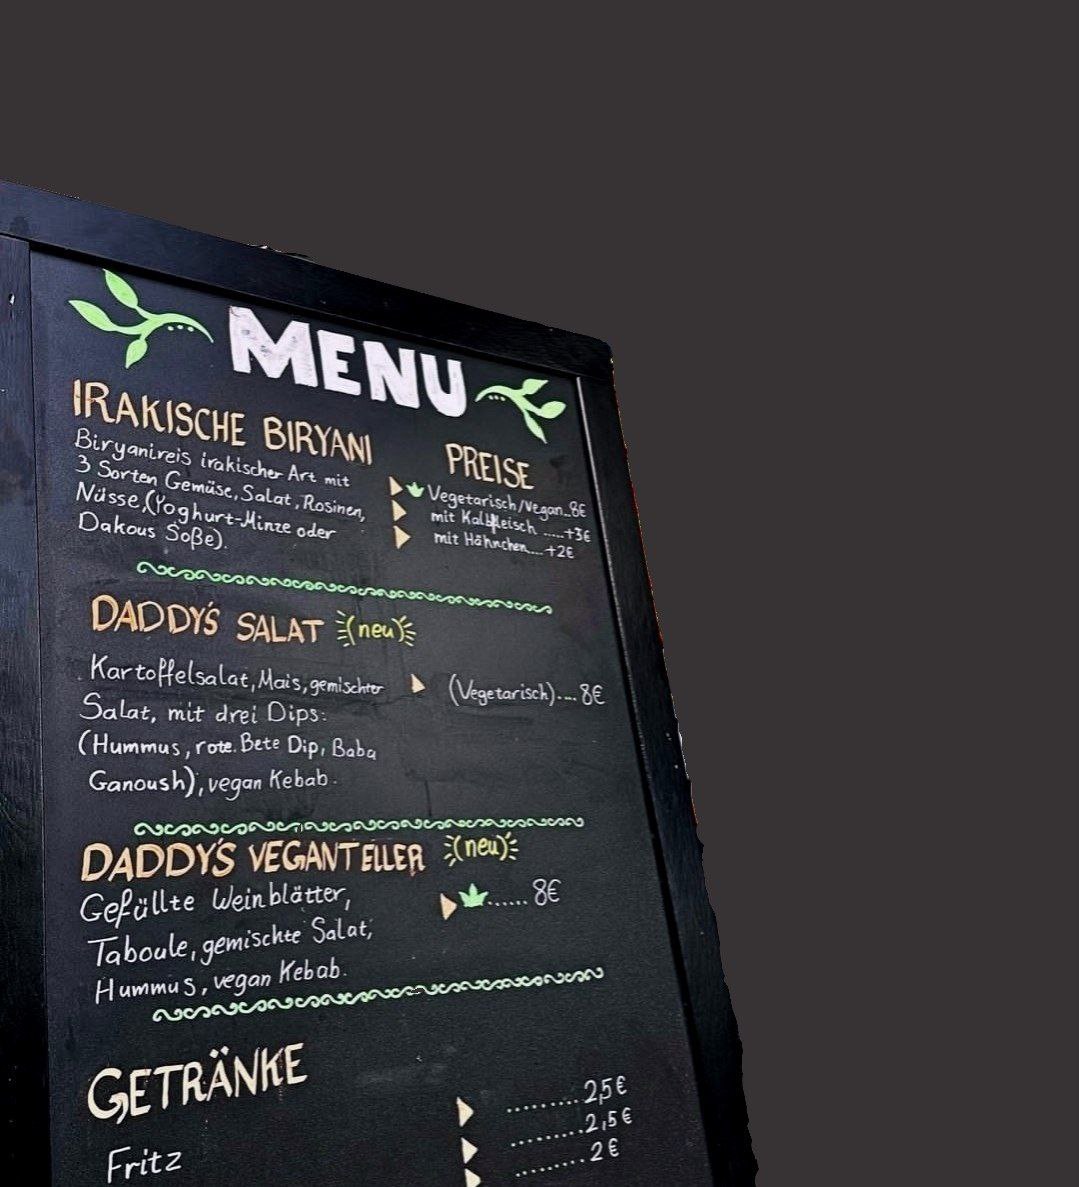 MENU
IRAKISCHE BIRYANI
Biryanireis irakischer Art mit
3 Sorten Gemüse, Salat, Rosinen,
Nüsse,(Yoghurt-Minze oder
Dakous Soße).
PREISE
Vegetarisch/Vegan..8€
mit Kalbfleisch .....+3€
mit Hähnchen....+2€
DADDY'S SALAT (neu)
Kartoffelsalat, Mais, gemischter
Salat, mit drei Dips:
(Hummus, rote Bete Dip, Baba
Ganoush), vegan Kebab.
(Vegetarisch)....8€
DADDY'S VEGANTELLER (neu)
Gefüllte Weinblätter,
Taboule, gemischte Salat,
Hummus, vegan Kebab.
...... 8€
GETRÄNKE
Fritz
.........2,5€
.........2,5€
.........2€